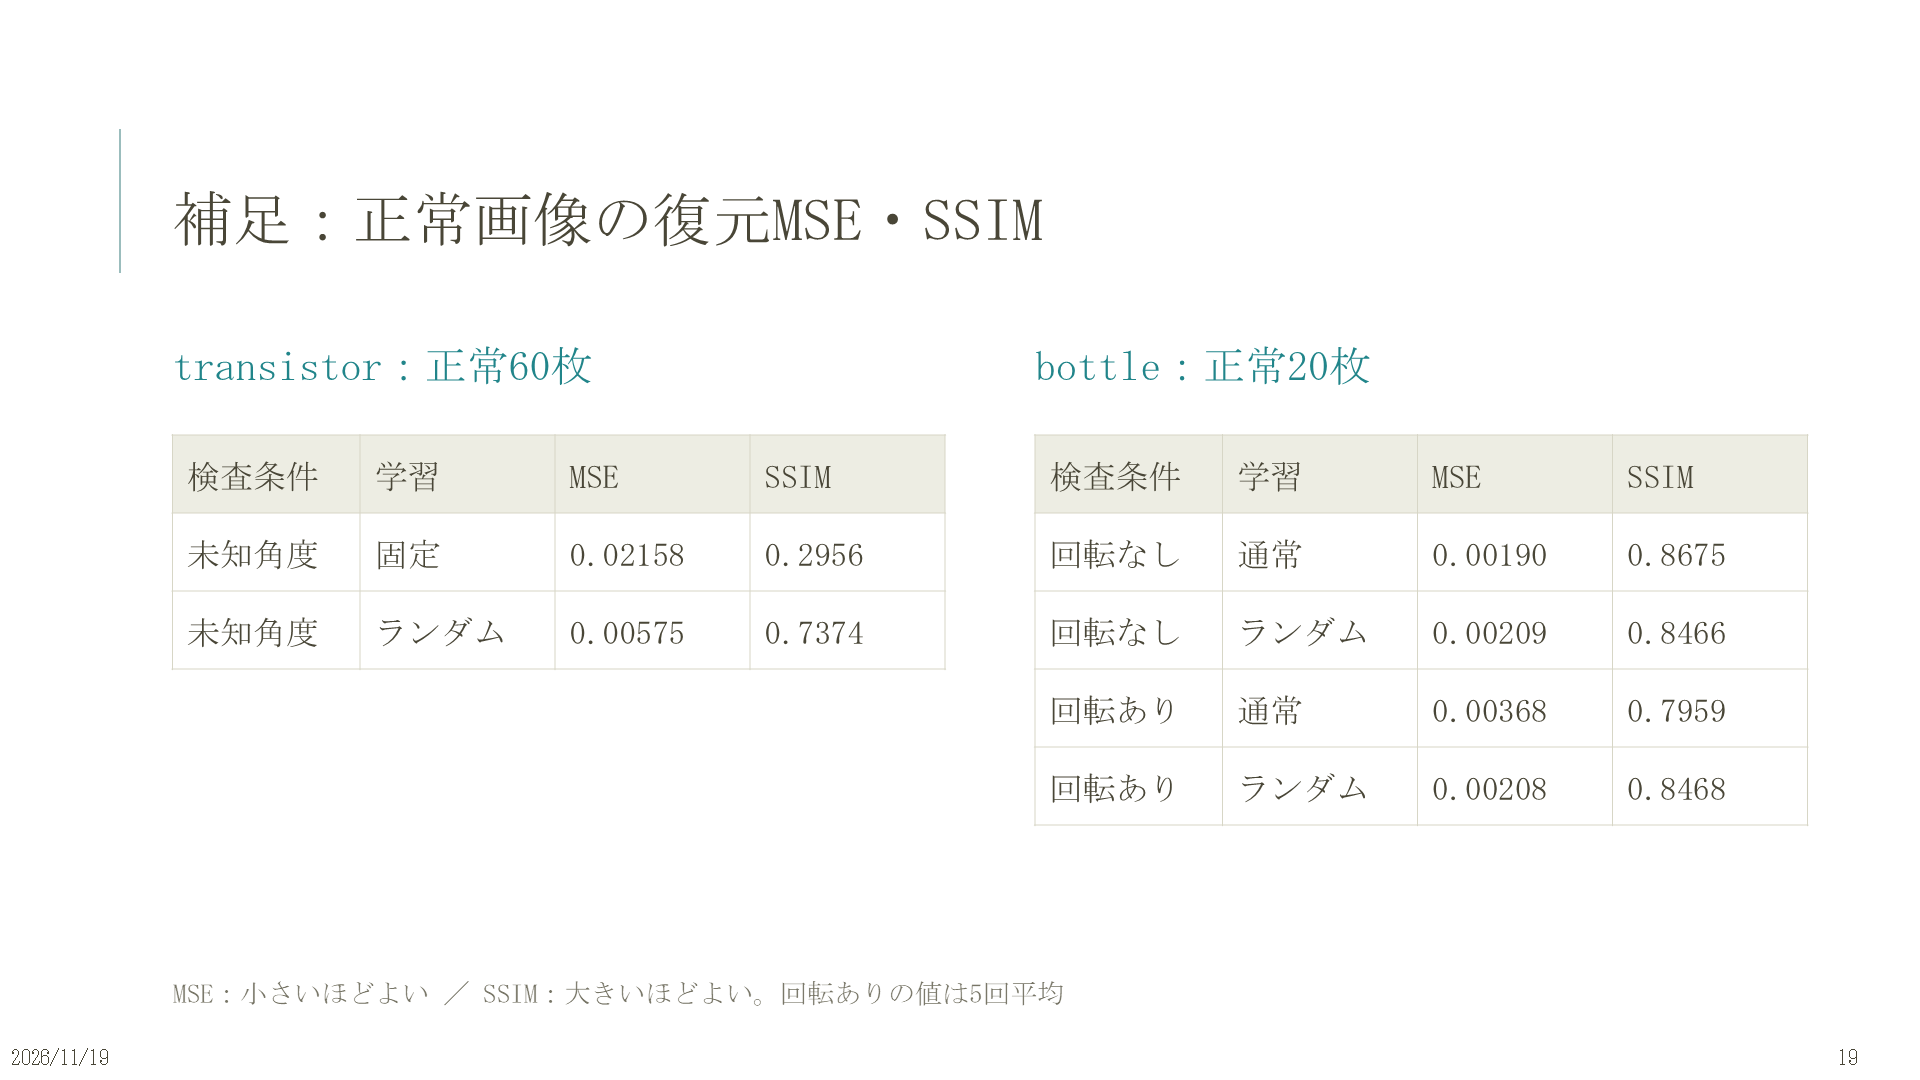 補足：正常画像の復元MSE・SSIM
transistor：正常60枚
検査条件 学習 MSE SSIM
未知角度 固定 0.02158 0.2956
未知角度 ランダム 0.00575 0.7374
bottle：正常20枚
検査条件 学習 MSE SSIM
回転なし 通常 0.00190 0.8675
回転なし ランダム 0.00209 0.8466
回転あり 通常 0.00368 0.7959
回転あり ランダム 0.00208 0.8468
MSE：小さいほどよい ／ SSIM：大きいほどよい。回転ありの値は5回平均
2026/11/19
19